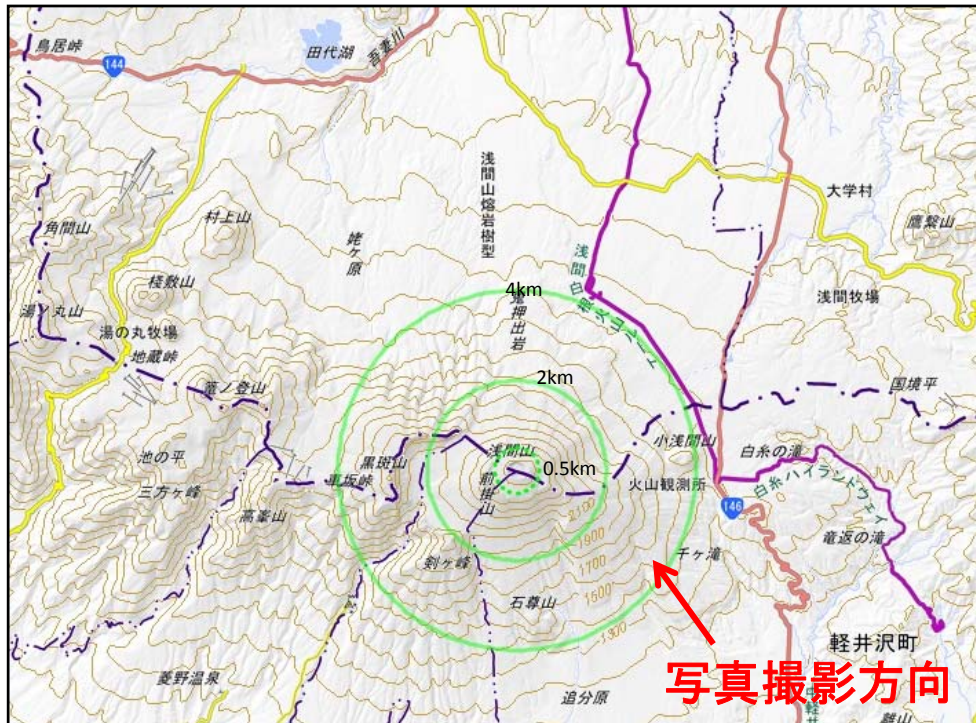 鳥居峠
144
田代湖
吾妻川
浅間山熔岩樹型
大学村
角間山
村上山
姥ケ原
鷹繋山
浅間
桟敷山
4km
浅間牧場
鬼押出岩
湯ノ丸山
湯の丸牧場
地蔵峠
2km
国境平
篭ノ登山
浅間山
小浅間山
白糸の滝
池の平
黒斑山
0.5km
車坂峠
前掛山
火山観測所
白糸ハイランドウェイ
三方ヶ峰
146
高峯山
2100
竜返の滝
1900
剣ヶ峰
千ヶ滝
1700
石尊山
1500
1300
軽井沢町
菱野温泉
写真撮影方向
追分原
離山